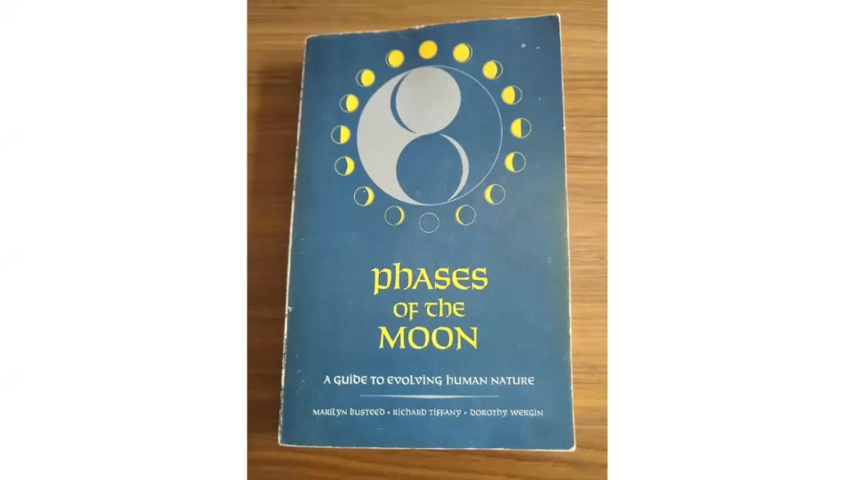 phases
of the
MOON
A GUIDE TO EVOLVING HUMAN NATURE
MARILYN BUSTEED • RICHARD TIFFANY • DOROTHY WERGIN